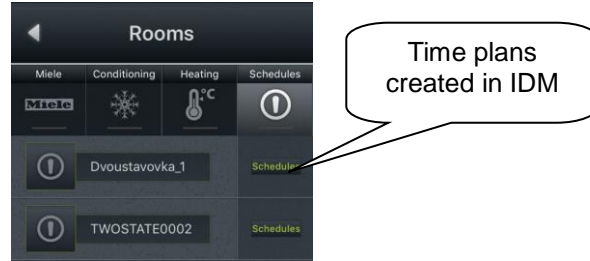 Rooms
Miele Conditioning Heating Schedules
Miele °C
Dvoustavovka_1 Schedules
TWOSTATE0002 Schedules
Time plans
created in IDM